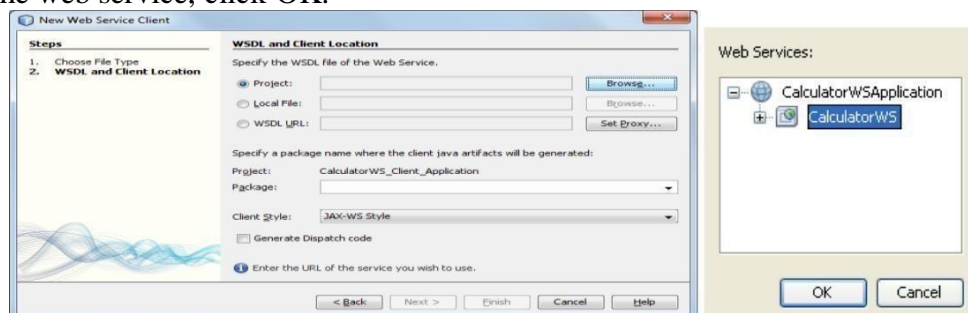 he web service, click OK.
New Web Service Client
Steps
1. Choose File Type
2. WSDL and Client Location
WSDL and Client Location
Specify the WSDL file of the Web Service.
Project:
Browse...
Local File:
Browse...
WSDL URL:
Set Proxy...
Specify a package name where the client java artifacts will be generated:
Project: CalculatorWS_Client_Application
Package:
Client Style: JAX-WS Style
Generate Dispatch code
Enter the URL of the service you wish to use.
< Back Next > Finish Cancel Help
Web Services:
CalculatorWSApplication
CalculatorWS
OK Cancel